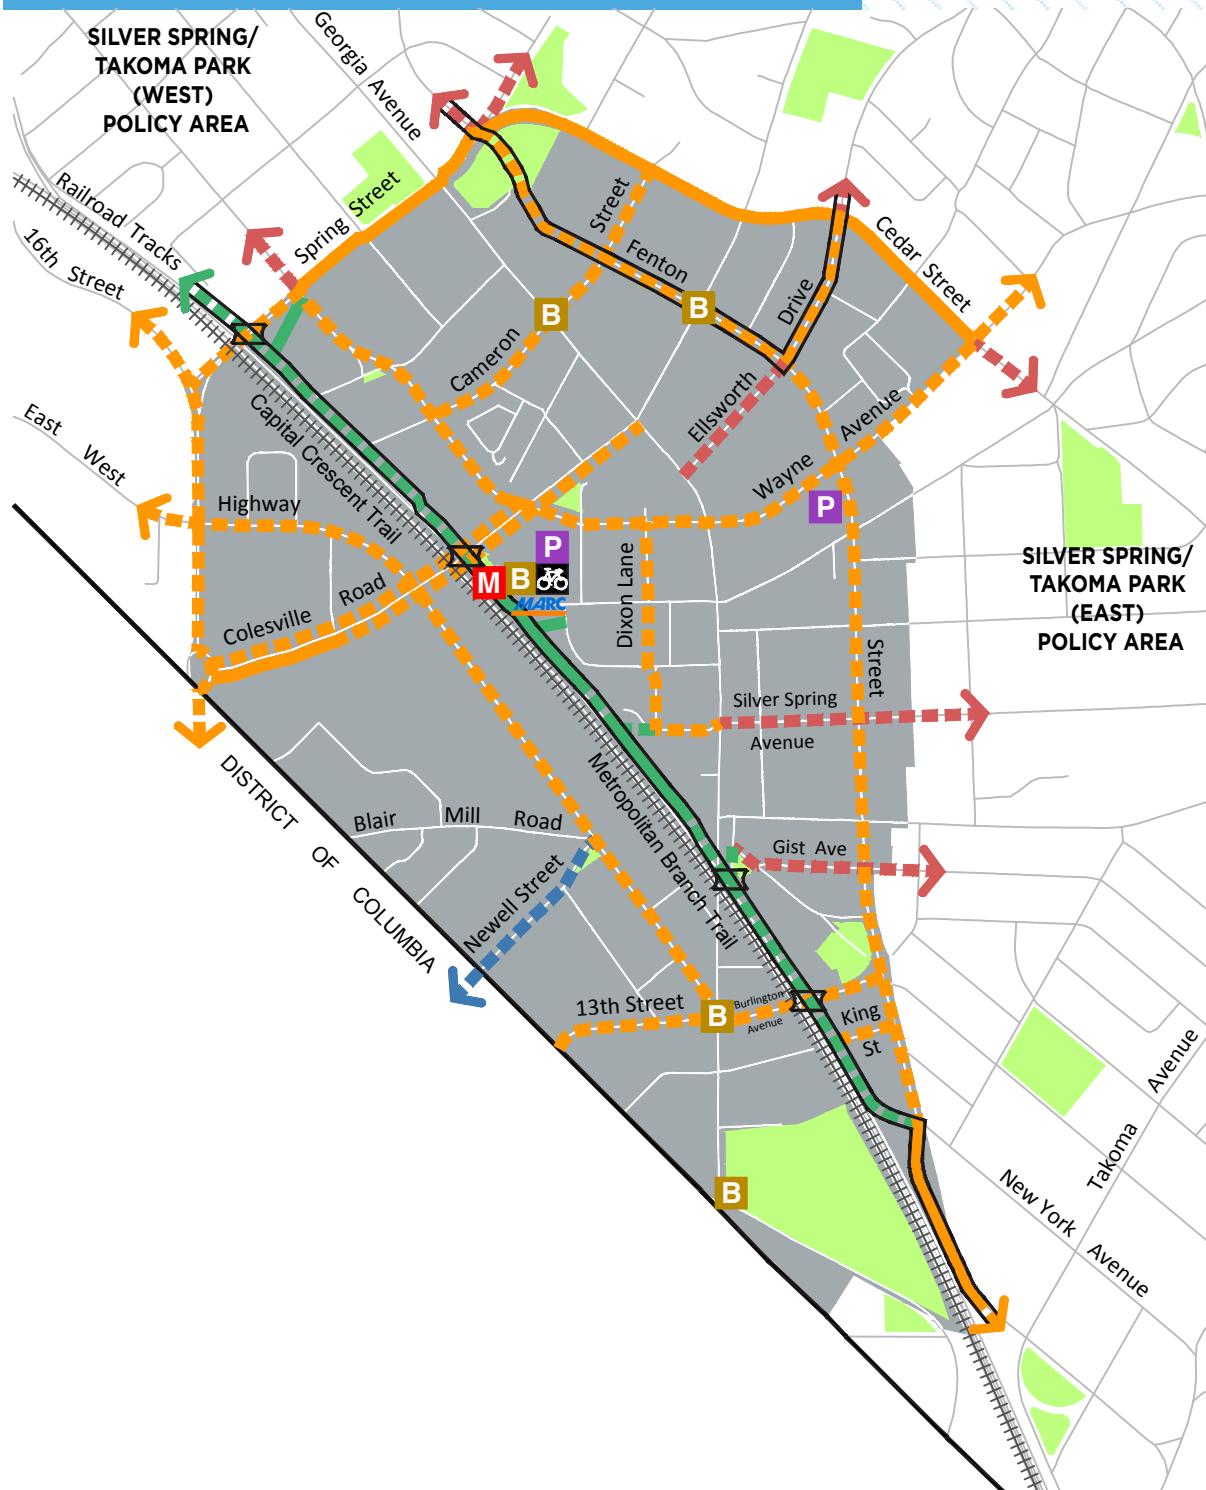 SILVER SPRING/
TAKOMA PARK
(WEST)
POLICY AREA
Georgia Avenue
Railroad Tracks
16th Street
Spring Street
Street
Fenton
Cedar Street
Drive
B
B
Cameron
Ellsworth
Avenue
Wayne
East West
Highway
Capital Crescent Trail
P
P
M
B
MARC
Dixon Lane
SILVER SPRING/
TAKOMA PARK
(EAST)
POLICY AREA
Colesville Road
Street
Silver Spring
Avenue
DISTRICT OF COLUMBIA
Metropolitan Branch Trail
Blair Mill Road
Gist Ave
Newell Street
13th Street
B
Burlington
Avenue
King
St
B
Takoma Avenue
New York Avenue